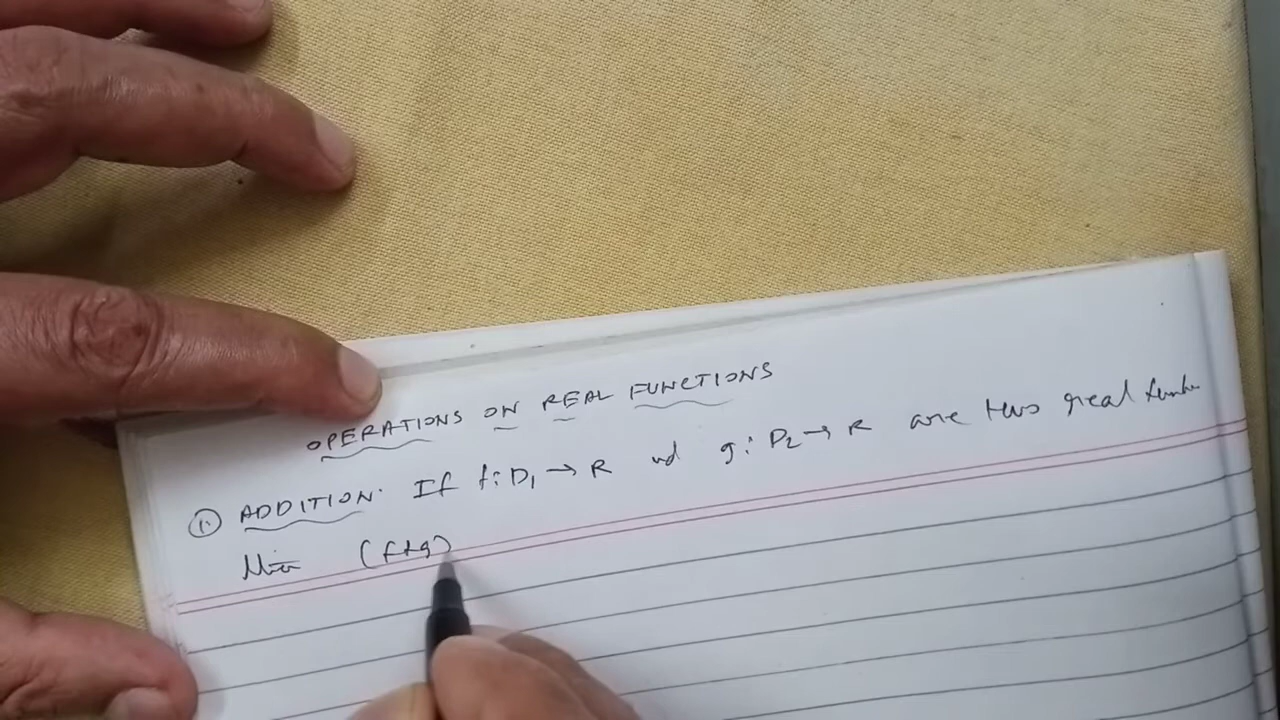 OPERATIONS ON REAL FUNCTIONS
① ADDITION. If f: D₁ → R and g: D₂ → R are two real
(f+g)